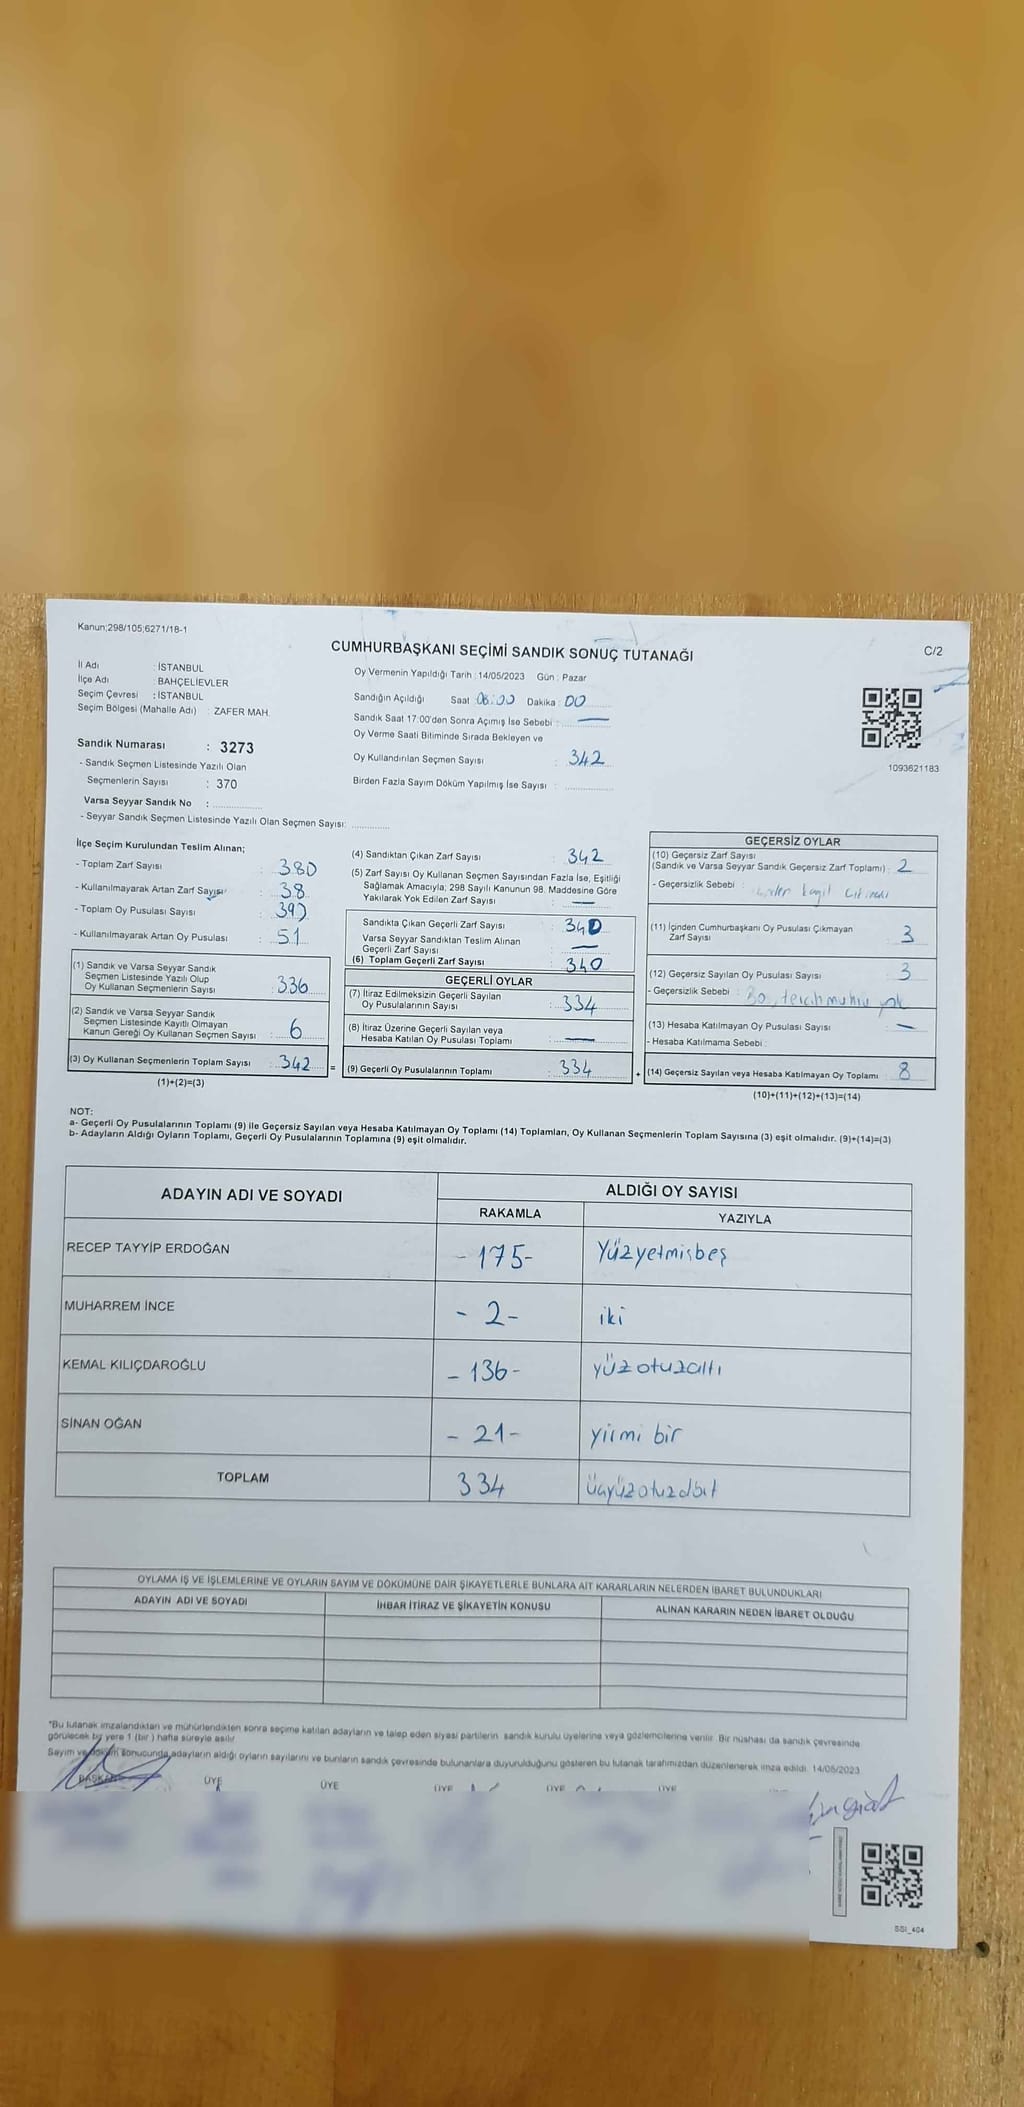 Kanun;298/105;6271/18-1
CUMHURBAŞKANI SEÇİMİ SANDIK SONUÇ TUTANAĞI
C/2
İl Adı : İSTANBUL
İlçe Adı : BAHÇELİEVLER
Seçim Çevresi : İSTANBUL
Seçim Bölgesi (Mahalle Adı) : ZAFER MAH.
Sandık Numarası : 3273
- Sandık Seçmen Listesinde Yazılı Olan
Seçmenlerin Sayısı : 370
Varsa Seyyar Sandık No :
- Seyyar Sandık Seçmen Listesinde Yazılı Olan Seçmen Sayısı:
Oy Vermenin Yapıldığı Tarih : 14/05/2023 Gün : Pazar
Sandığın Açıldığı Saat 08:00 Dakika : 00
Sandık Saat 17:00'den Sonra Açımış İse Sebebi : —
Oy Verme Saati Bitiminde Sırada Bekleyen ve
Oy Kullandırılan Seçmen Sayısı : 342
Birden Fazla Sayım Döküm Yapılmış İse Sayısı :
1093621183
İlçe Seçim Kurulundan Teslim Alınan;
- Toplam Zarf Sayısı : 380
- Kullanılmayarak Artan Zarf Sayısı : 38
- Toplam Oy Pusulası Sayısı :
- Kullanılmayarak Artan Oy Pusulası : 51
(1) Sandık ve Varsa Seyyar Sandık
Seçmen Listesinde Yazılı Olup
Oy Kullanan Seçmenlerin Sayısı : 336
(2) Sandık ve Varsa Seyyar Sandık
Seçmen Listesinde Kayıtlı Olmayan
Kanun Gereği Oy Kullanan Seçmen Sayısı : 6
(3) Oy Kullanan Seçmenlerin Toplam Sayısı : 342 =
(1)+(2)=(3)
(4) Sandıktan Çıkan Zarf Sayısı : 342
(5) Zarf Sayısı Oy Kullanan Seçmen Sayısından Fazla İse, Eşitliği
Sağlamak Amacıyla; 298 Sayılı Kanunun 98. Maddesine Göre
Yakılarak Yok Edilen Zarf Sayısı : —
Sandıkta Çıkan Geçerli Zarf Sayısı : 340
Varsa Seyyar Sandıktan Teslim Alınan
Geçerli Zarf Sayısı : —
(6) Toplam Geçerli Zarf Sayısı : 340
GEÇERLİ OYLAR
(7) İtiraz Edilmeksizin Geçerli Sayılan
Oy Pusulalarının Sayısı : 334
(8) İtiraz Üzerine Geçerli Sayılan veya
Hesaba Katılan Oy Pusulası Toplamı : —
(9) Geçerli Oy Pusulalarının Toplamı : 334 +
GEÇERSİZ OYLAR
(10) Geçersiz Zarf Sayısı
(Sandık ve Varsa Seyyar Sandık Geçersiz Zarf Toplamı) : 2
- Geçersizlik Sebebi :
(11) İçinden Cumhurbaşkanı Oy Pusulası Çıkmayan
Zarf Sayısı : 3
(12) Geçersiz Sayılan Oy Pusulası Sayısı : 3
- Geçersizlik Sebebi : tercih yok
(13) Hesaba Katılmayan Oy Pusulası Sayısı : —
- Hesaba Katılmama Sebebi :
(14) Geçersiz Sayılan veya Hesaba Katılmayan Oy Toplamı : 8
(10)+(11)+(12)+(13)=(14)
NOT:
a- Geçerli Oy Pusulalarının Toplamı (9) ile Geçersiz Sayılan veya Hesaba Katılmayan Oy Toplamı (14) Toplamları, Oy Kullanan Seçmenlerin Toplam Sayısına (3) eşit olmalıdır. (9)+(14)=(3)
b- Adayların Aldığı Oyların Toplamı, Geçerli Oy Pusulalarının Toplamına (9) eşit olmalıdır.
ADAYIN ADI VE SOYADI ALDIĞI OY SAYISI
RAKAMLA YAZIYLA
RECEP TAYYİP ERDOĞAN - 175 - Yüzyetmişbeş
MUHARREM İNCE - 2 - iki
KEMAL KILIÇDAROĞLU - 136 - yüzotuzaltı
SİNAN OĞAN - 21 - yirmi bir
TOPLAM 334 üçyüzotuzdört
OYLAMA İŞ VE İŞLEMLERİNE VE OYLARIN SAYIM VE DÖKÜMÜNE DAİR ŞİKAYETLERLE BUNLARA AİT KARARLARIN NELERDEN İBARET BULUNDUKLARI
ADAYIN ADI VE SOYADI İHBAR İTİRAZ VE ŞİKAYETİN KONUSU ALINAN KARARIN NEDEN İBARET OLDUĞU
*Bu tutanak imzalandıktan ve mühürlendikten sonra seçime katılan adayların ve talep eden siyasi partilerin sandık kurulu üyelerine veya gözlemcilerine verilir. Bir nüshası da sandık çevresinde
görülecek bir yere 1 (bir) hafta süreyle asılır
Sayım ve döküm sonucunda adayların aldığı oyların sayılarını ve bunların sandık çevresinde bulunanlara duyurulduğunu gösteren bu tutanak tarafımızdan düzenlenerek imza edildi. 14/05/2023
BAŞKAN ÜYE ÜYE ÜYE ÜYE ÜYE
SSI_404